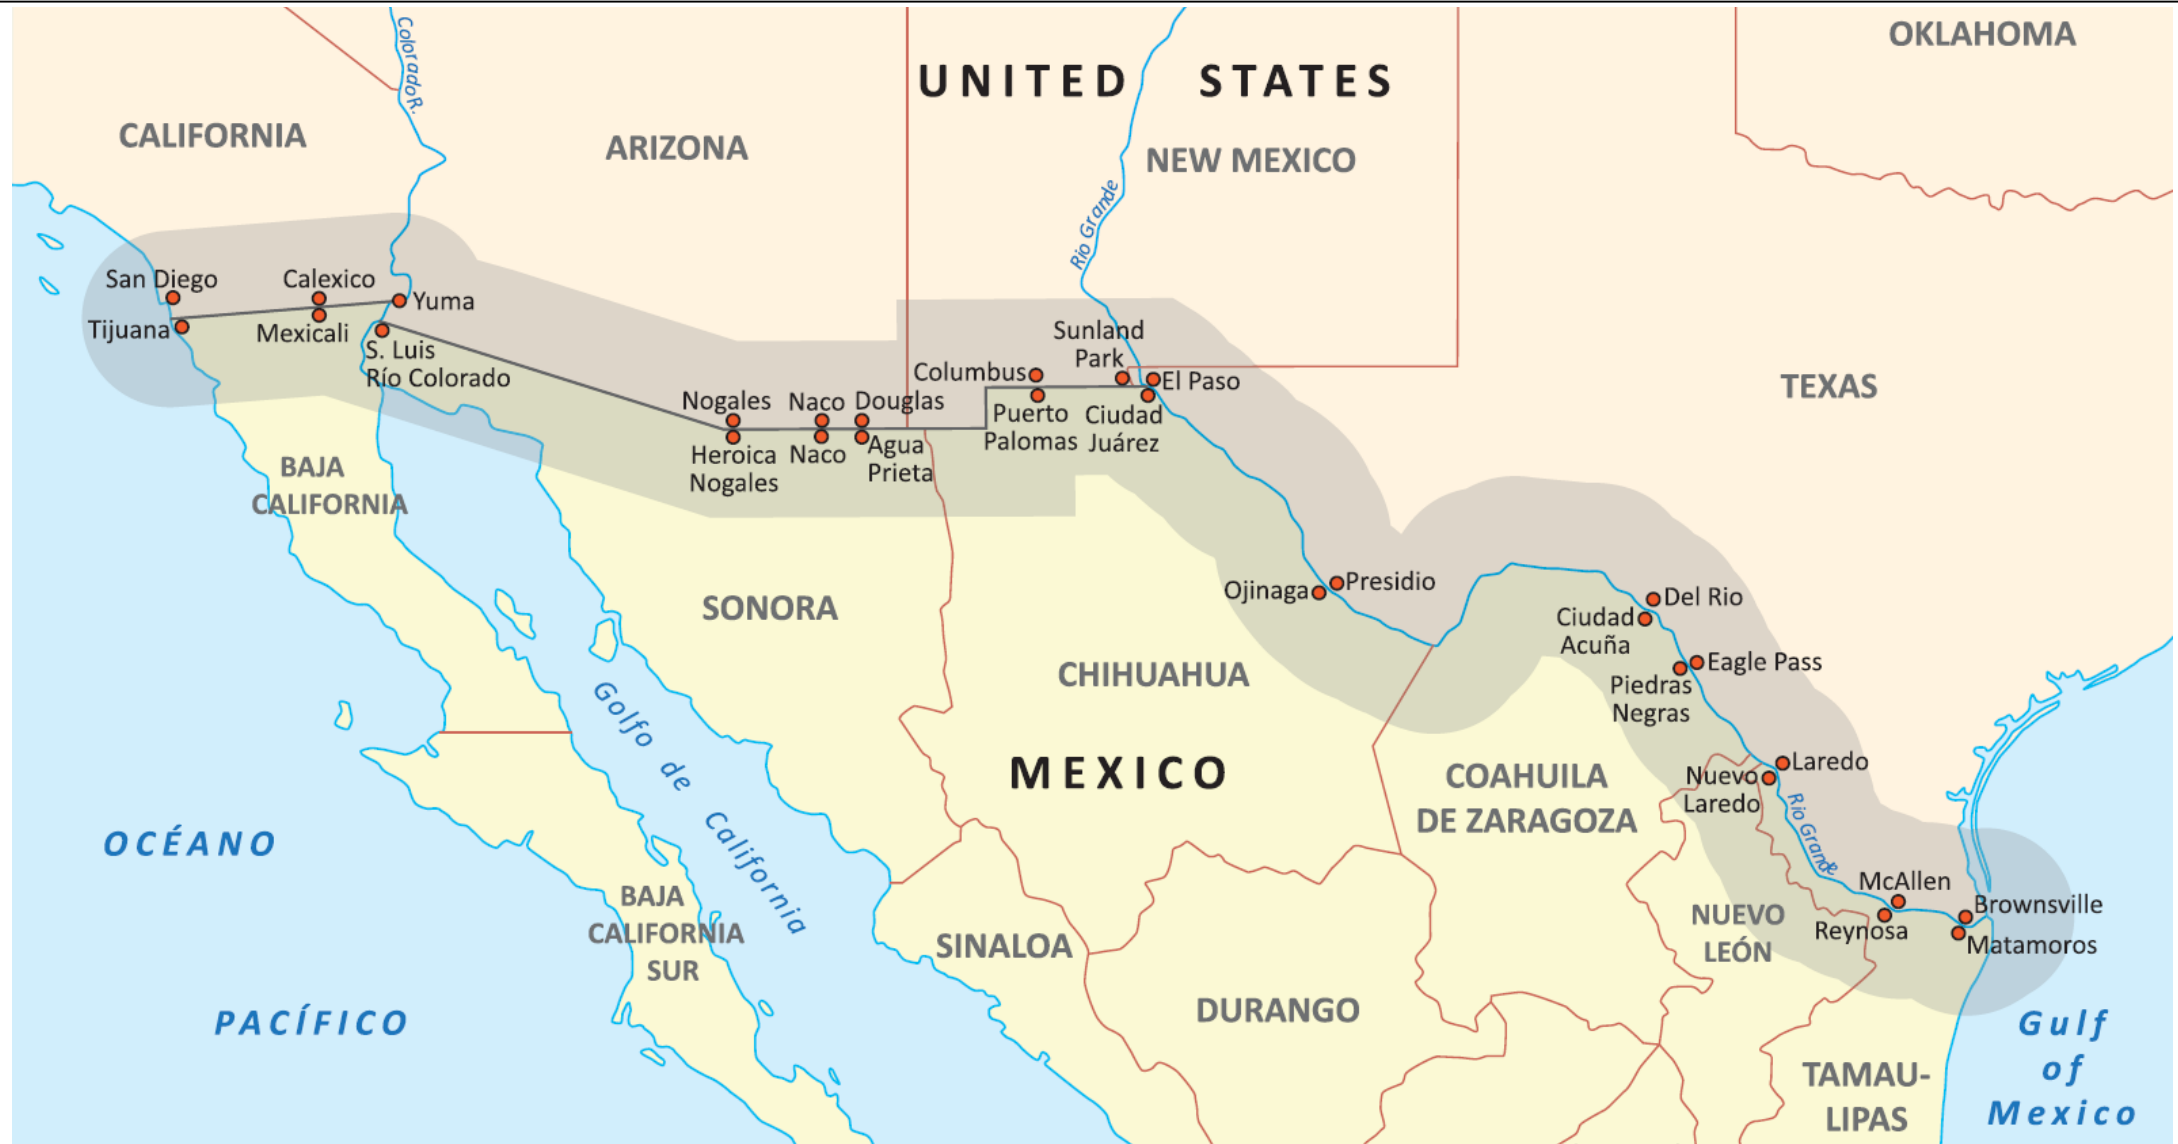 OKLAHOMA
Colorado R.
UNITED STATES
CALIFORNIA
ARIZONA
NEW MEXICO
Rio Grande
San Diego
Calexico
Yuma
Tijuana
Mexicali
S. Luis
Río Colorado
Sunland
Park
Columbus
El Paso
TEXAS
Nogales
Naco
Douglas
Puerto
Palomas
Ciudad
Juárez
Heroica
Nogales
Naco
Agua
Prieta
BAJA
CALIFORNIA
SONORA
CHIHUAHUA
Ojinaga
Presidio
Del Rio
Ciudad
Acuña
Eagle Pass
Piedras
Negras
Golfo de California
MEXICO
COAHUILA
DE ZARAGOZA
Laredo
Nuevo
Laredo
Rio Grande
OCÉANO
PACÍFICO
BAJA
CALIFORNIA
SUR
SINALOA
DURANGO
NUEVO
LEÓN
McAllen
Reynosa
Brownsville
Matamoros
TAMAU-
LIPAS
Gulf
of
Mexico